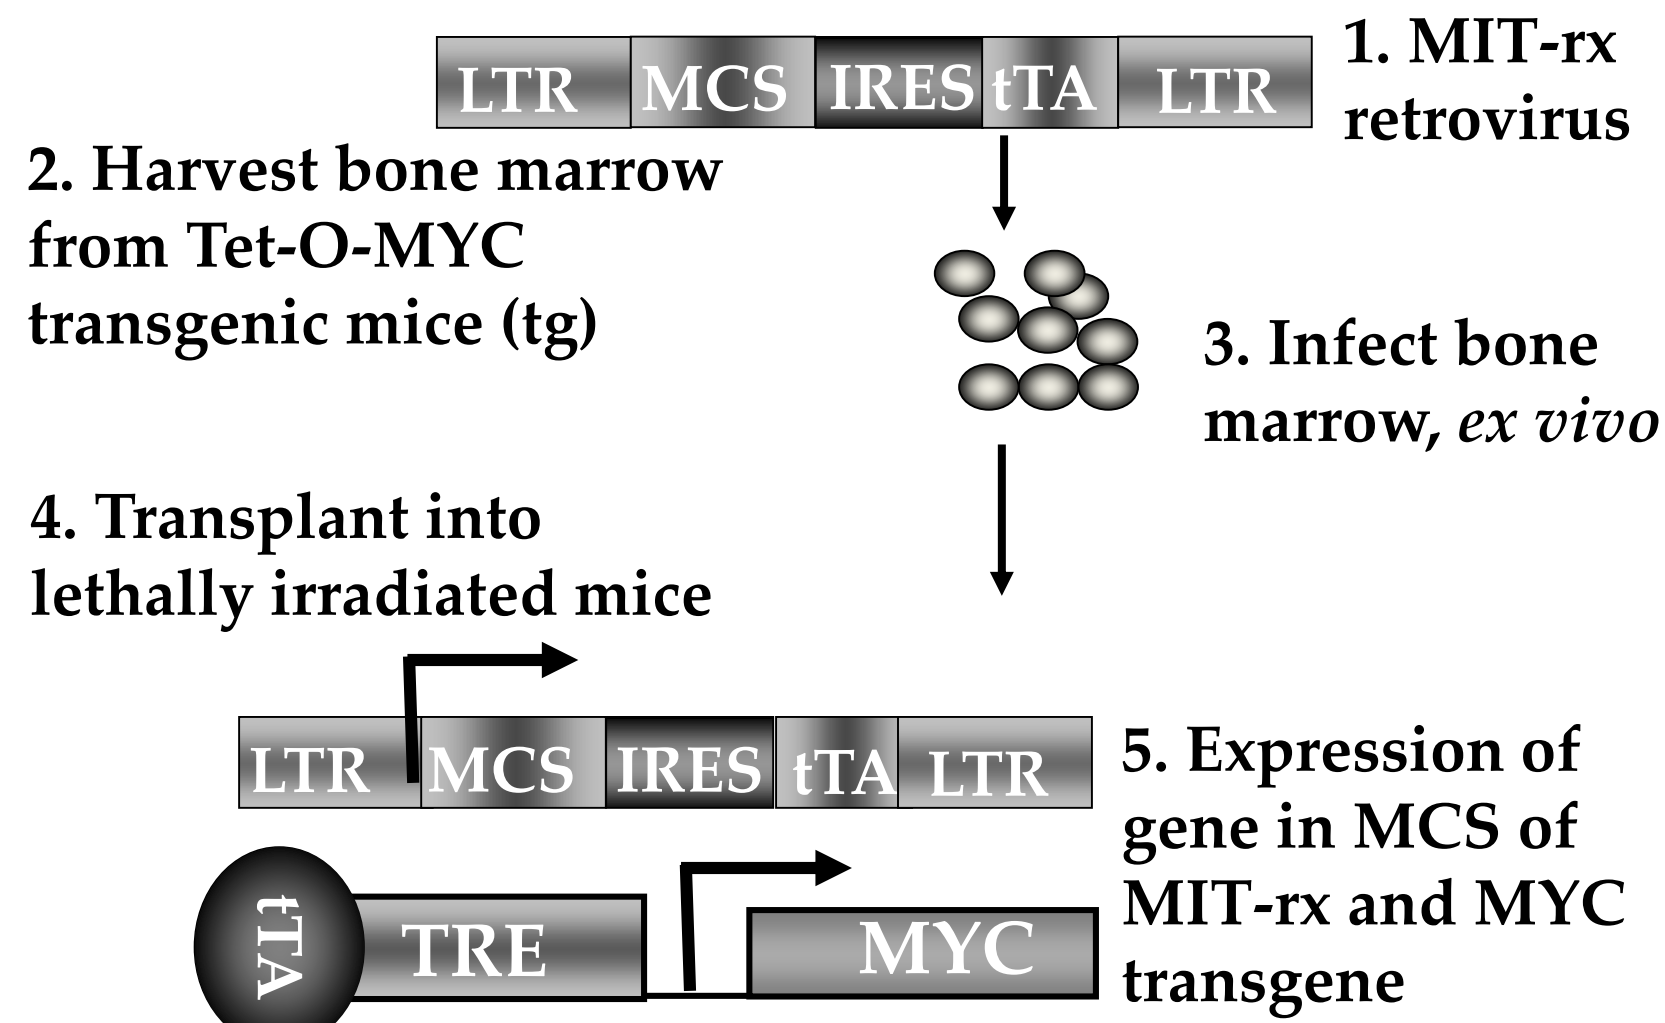 LTR MCS IRES tTA LTR
1. MIT-rx
retrovirus
2. Harvest bone marrow
from Tet-O-MYC
transgenic mice (tg)
3. Infect bone
marrow, ex vivo
4. Transplant into
lethally irradiated mice
LTR MCS IRES tTA LTR
tTA TRE MYC
5. Expression of
gene in MCS of
MIT-rx and MYC
transgene